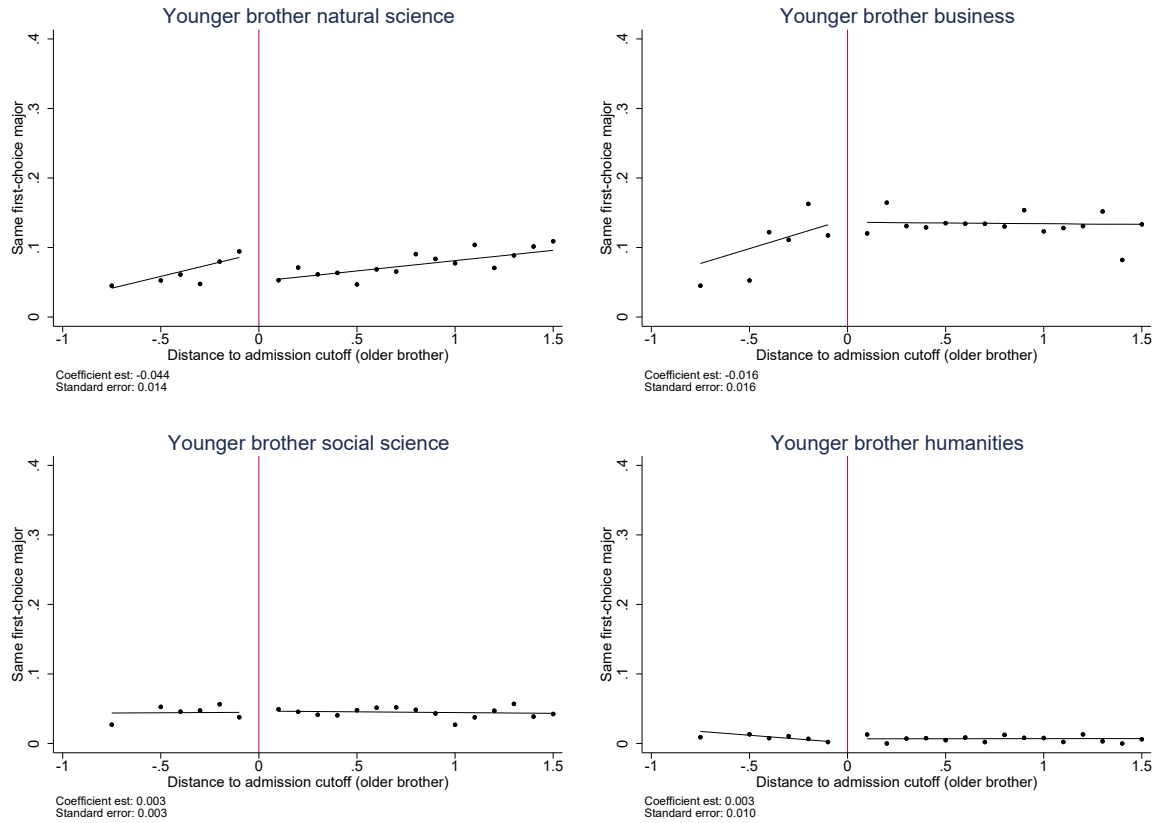 Younger brother natural science
Same first-choice major
.4
.3
.2
.1
0
-1 -.5 0 .5 1 1.5
Distance to admission cutoff (older brother)
Coefficient est: -0.044
Standard error: 0.014
Younger brother business
Same first-choice major
.4
.3
.2
.1
0
-1 -.5 0 .5 1 1.5
Distance to admission cutoff (older brother)
Coefficient est: -0.016
Standard error: 0.016
Younger brother social science
Same first-choice major
.4
.3
.2
.1
0
-1 -.5 0 .5 1 1.5
Distance to admission cutoff (older brother)
Coefficient est: 0.003
Standard error: 0.003
Younger brother humanities
Same first-choice major
.4
.3
.2
.1
0
-1 -.5 0 .5 1 1.5
Distance to admission cutoff (older brother)
Coefficient est: 0.003
Standard error: 0.010